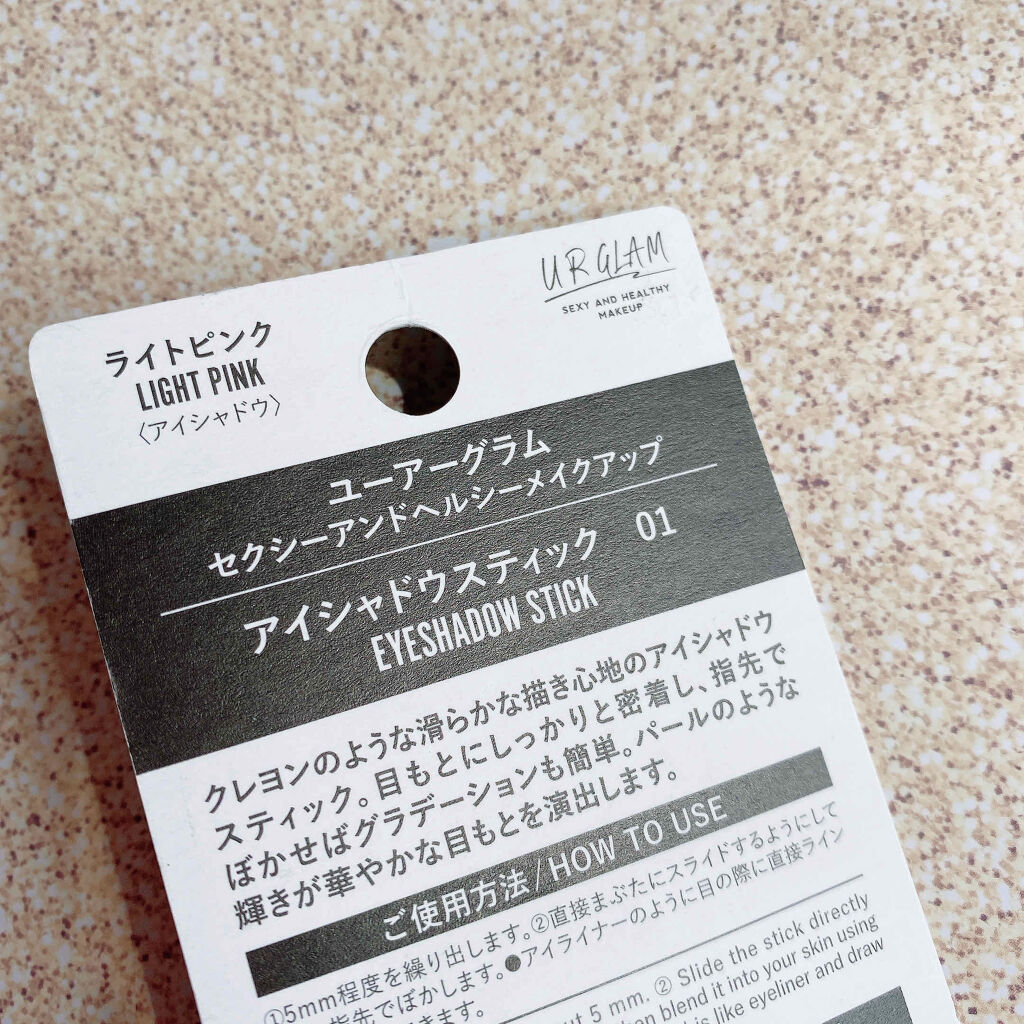 ライトピンク
LIGHT PINK
〈アイシャドウ〉
UR GLAM
SEXY AND HEALTHY
MAKEUP
ユーアーグラム
セクシーアンドヘルシーメイクアップ
アイシャドウスティック 01
EYESHADOW STICK
クレヨンのような滑らかな描き心地のアイシャドウ
スティック。目もとにしっかりと密着し、指先で
ぼかせばグラデーションも簡単。パールのような
輝きが華やかな目もとを演出します。
ご使用方法/HOW TO USE
①5mm程度を繰り出します。②直接まぶたにスライドするようにして
指先でぼかします。●アイライナーのように目の際に直接ライン
きます。
5 mm. ② Slide the stick directly
blend it into your skin using
is like eyeliner and draw